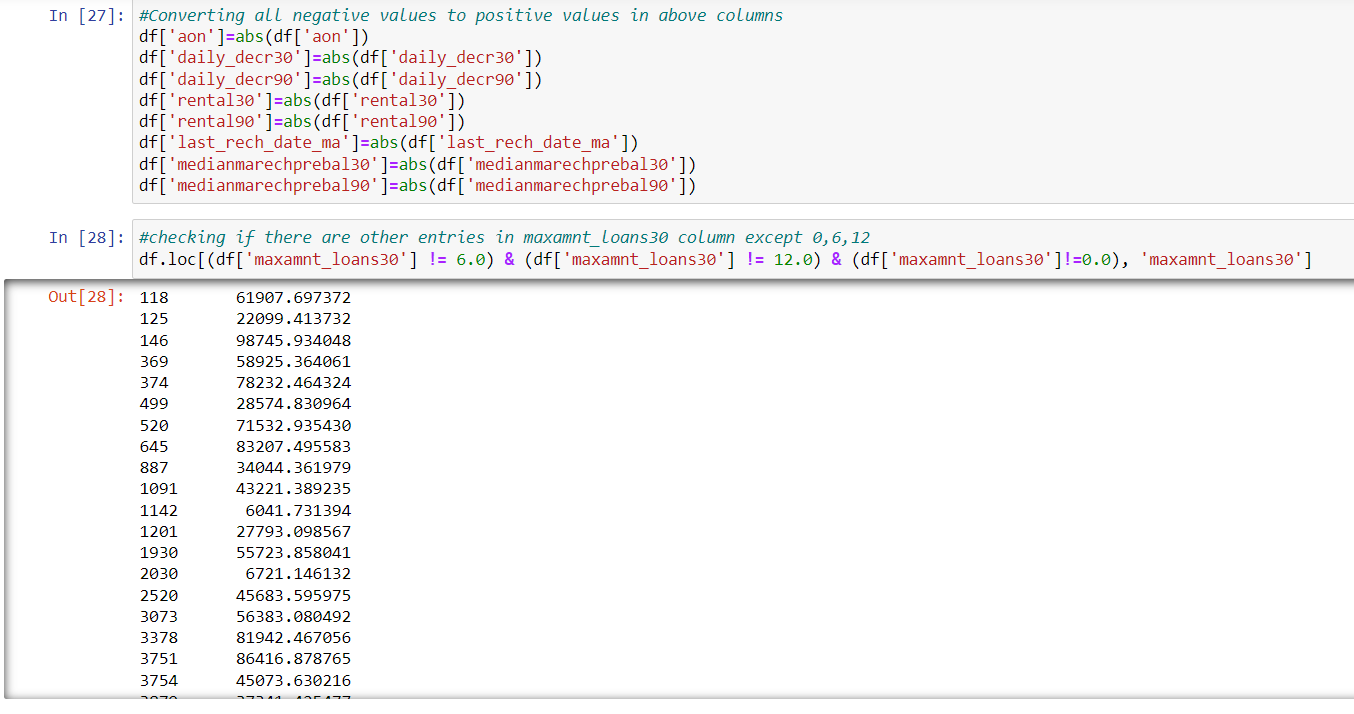 In [27]: #Converting all negative values to positive values in above columns
df['aon']=abs(df['aon'])
df['daily_decr30']=abs(df['daily_decr30'])
df['daily_decr90']=abs(df['daily_decr90'])
df['rental30']=abs(df['rental30'])
df['rental90']=abs(df['rental90'])
df['last_rech_date_ma']=abs(df['last_rech_date_ma'])
df['medianmarechprebal30']=abs(df['medianmarechprebal30'])
df['medianmarechprebal90']=abs(df['medianmarechprebal90'])
In [28]: #checking if there are other entries in maxamnt_loans30 column except 0,6,12
df.loc[(df['maxamnt_loans30'] != 6.0) & (df['maxamnt_loans30'] != 12.0) & (df['maxamnt_loans30']!=0.0), 'maxamnt_loans30']
Out[28]: 118 61907.697372
125 22099.413732
146 98745.934048
369 58925.364061
374 78232.464324
499 28574.830964
520 71532.935430
645 83207.495583
887 34044.361979
1091 43221.389235
1142 6041.731394
1201 27793.098567
1930 55723.858041
2030 6721.146132
2520 45683.595975
3073 56383.080492
3378 81942.467056
3751 86416.878765
3754 45073.630216